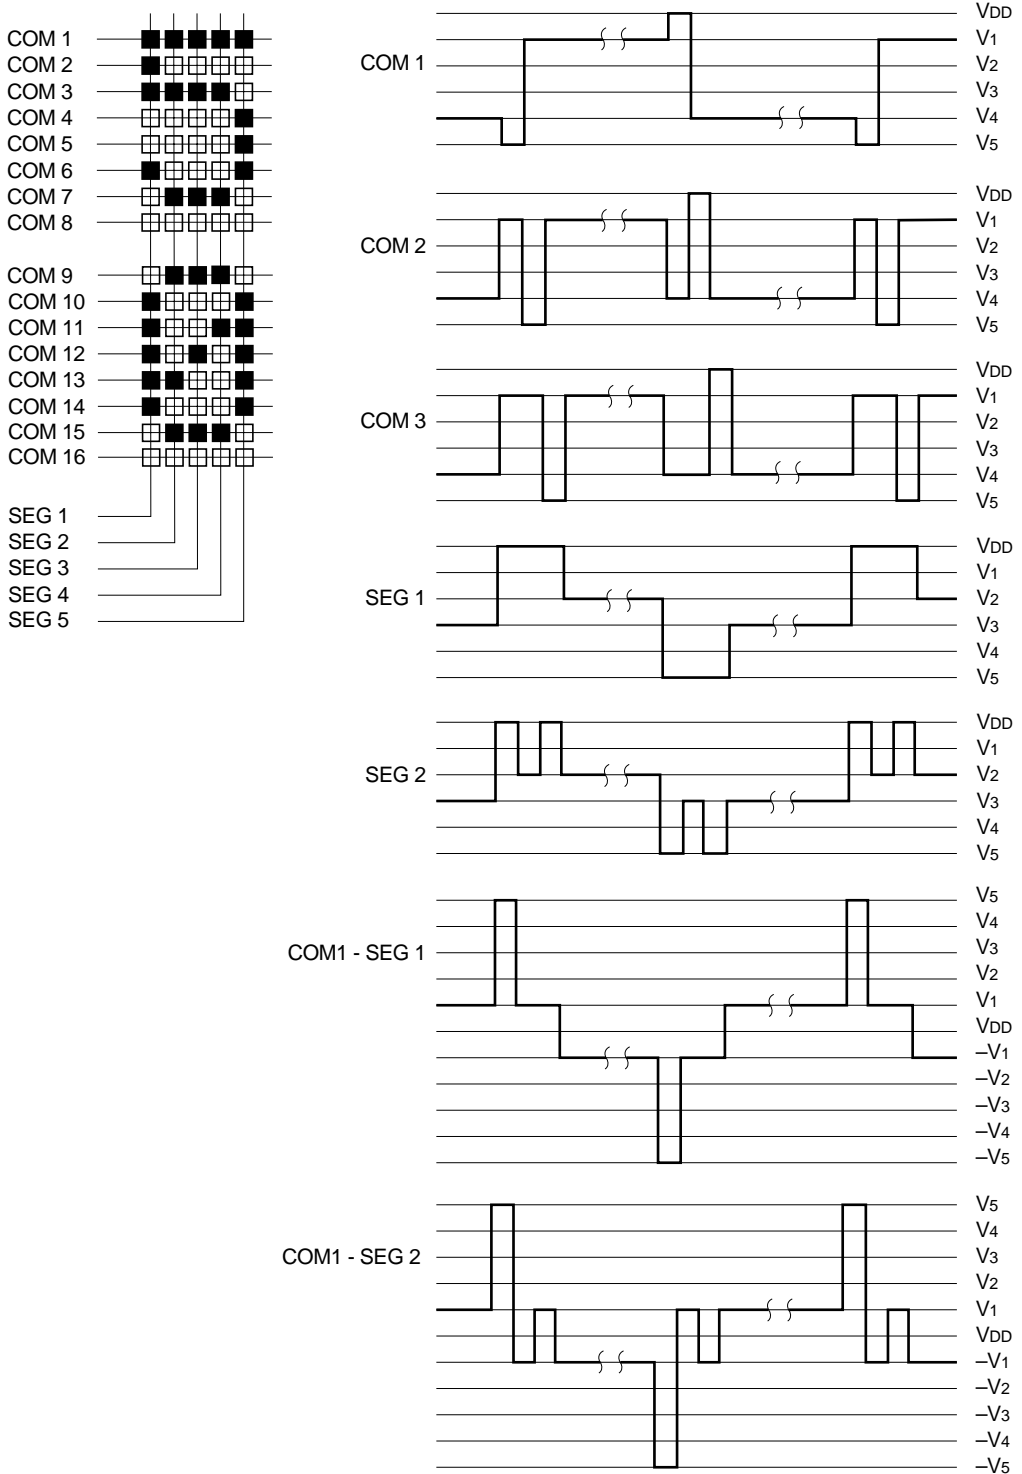 COM 1
COM 2
COM 3
COM 4
COM 5
COM 6
COM 7
COM 8
COM 9
COM 10
COM 11
COM 12
COM 13
COM 14
COM 15
COM 16
SEG 1
SEG 2
SEG 3
SEG 4
SEG 5
COM 1
VDD
V1
V2
V3
V4
V5
COM 2
VDD
V1
V2
V3
V4
V5
COM 3
VDD
V1
V2
V3
V4
V5
SEG 1
VDD
V1
V2
V3
V4
V5
SEG 2
VDD
V1
V2
V3
V4
V5
COM1 - SEG 1
V5
V4
V3
V2
V1
VDD
–V1
–V2
–V3
–V4
–V5
COM1 - SEG 2
V5
V4
V3
V2
V1
VDD
–V1
–V2
–V3
–V4
–V5